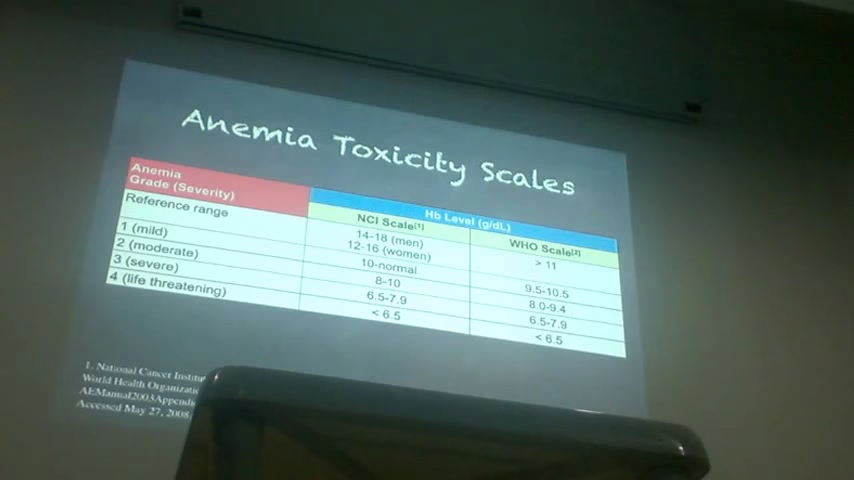 Anemia Toxicity Scales
Anemia
Grade (Severity)
Hb Level (g/dL)
NCI Scale[1]
WHO Scale[2]
Reference range
14-18 (men)
12-16 (women)
> 11
1 (mild)
10-normal
9.5-10.5
2 (moderate)
8-10
8.0-9.4
3 (severe)
6.5-7.9
6.5-7.9
4 (life threatening)
< 6.5
< 6.5
1. National Cancer
World Health
Accessed May 27, 2008.